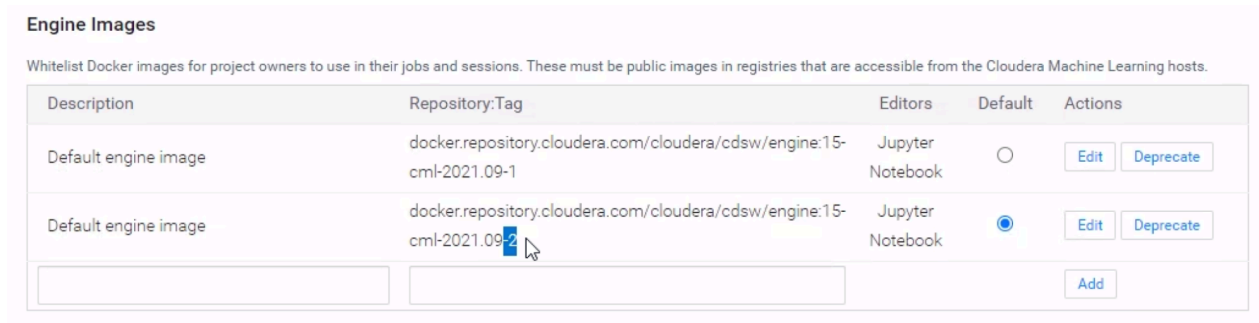 Engine Images
Whitelist Docker images for project owners to use in their jobs and sessions. These must be public images in registries that are accessible from the Cloudera Machine Learning hosts.
Description Repository:Tag Editors Default Actions
Default engine image docker.repository.cloudera.com/cloudera/cdsw/engine:15- Jupyter Edit Deprecate
cml-2021.09-1 Notebook
Default engine image docker.repository.cloudera.com/cloudera/cdsw/engine:15- Jupyter Edit Deprecate
cml-2021.09-2 Notebook
Add